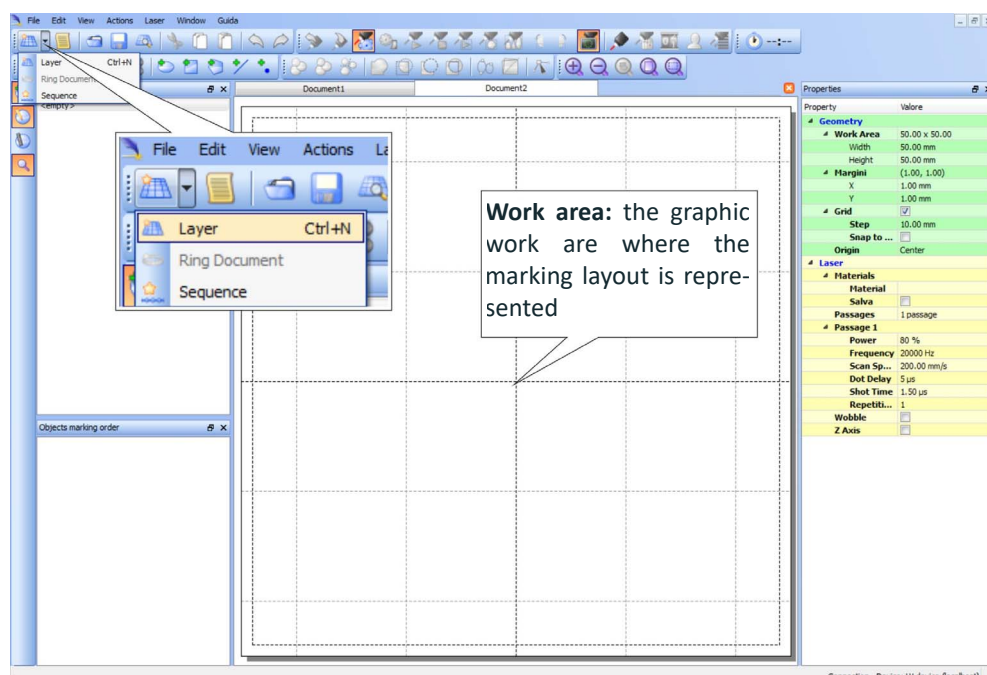 File Edit View Actions Laser Window Guida
--:--
Layer Ctrl+N
Ring Document
Sequence
<empty>
Document1 Document2
File Edit View Actions
Layer Ctrl+N
Ring Document
Sequence
Work area: the graphic
work are where the
marking layout is repre-
sented
Objects marking order
Properties
Property Valore
Geometry
Work Area 50.00 x 50.00
Width 50.00 mm
Height 50.00 mm
Margini (1.00, 1.00)
X 1.00 mm
Y 1.00 mm
Grid
Step 10.00 mm
Snap to ...
Origin Center
Laser
Materials
Material
Salva
Passages 1 passage
Passage 1
Power 80 %
Frequency 20000 Hz
Scan Sp... 200.00 mm/s
Dot Delay 5 µs
Shot Time 1.50 µs
Repetiti... 1
Wobble
Z Axis